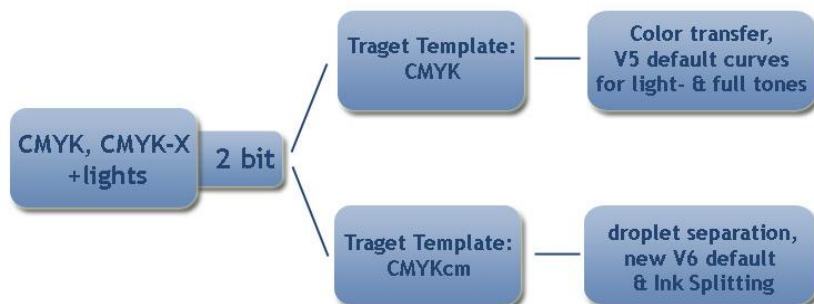 CMYK, CMYK-X
+lights
2 bit
Traget Template:
CMYK
Color transfer,
V5 default curves
for light- & full tones
Traget Template:
CMYKcm
droplet separation,
new V6 default
& Ink Splitting